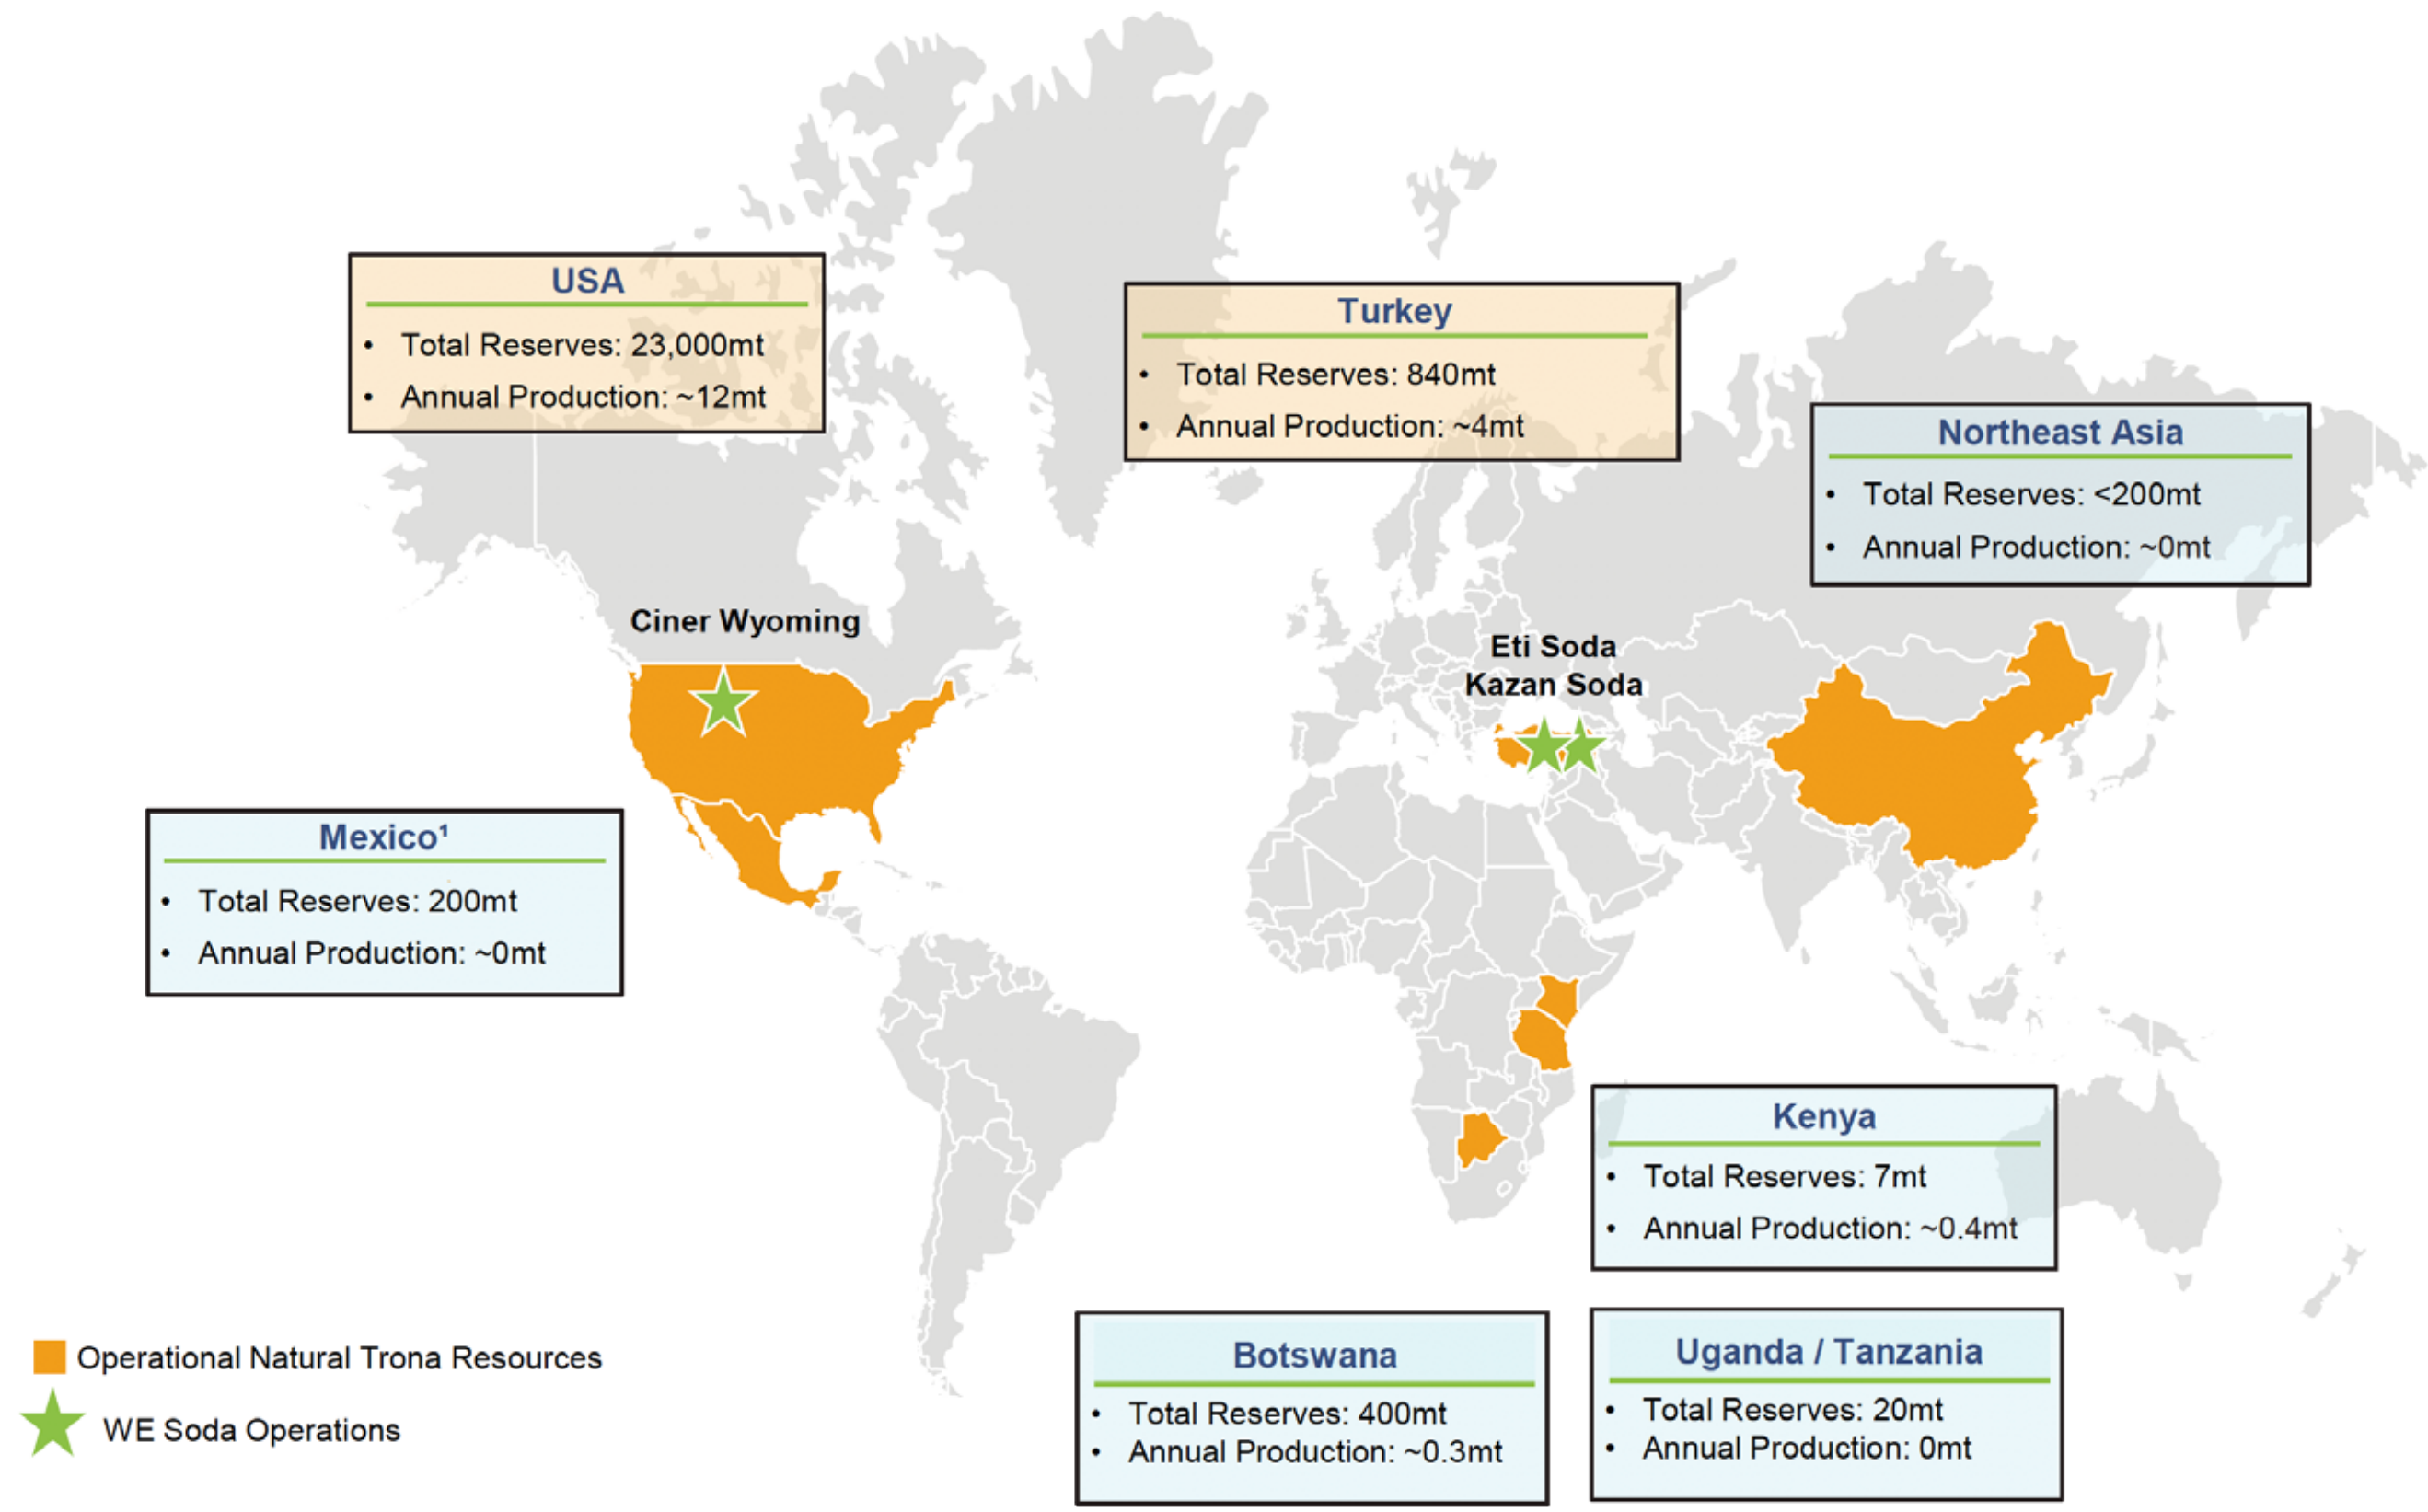 USA
• Total Reserves: 23,000mt
• Annual Production: ~12mt
Turkey
• Total Reserves: 840mt
• Annual Production: ~4mt
Northeast Asia
• Total Reserves: <200mt
• Annual Production: ~0mt
Ciner Wyoming
Eti Soda
Kazan Soda
Mexico¹
• Total Reserves: 200mt
• Annual Production: ~0mt
Kenya
• Total Reserves: 7mt
• Annual Production: ~0.4mt
Botswana
• Total Reserves: 400mt
• Annual Production: ~0.3mt
Uganda / Tanzania
• Total Reserves: 20mt
• Annual Production: 0mt
Operational Natural Trona Resources
WE Soda Operations